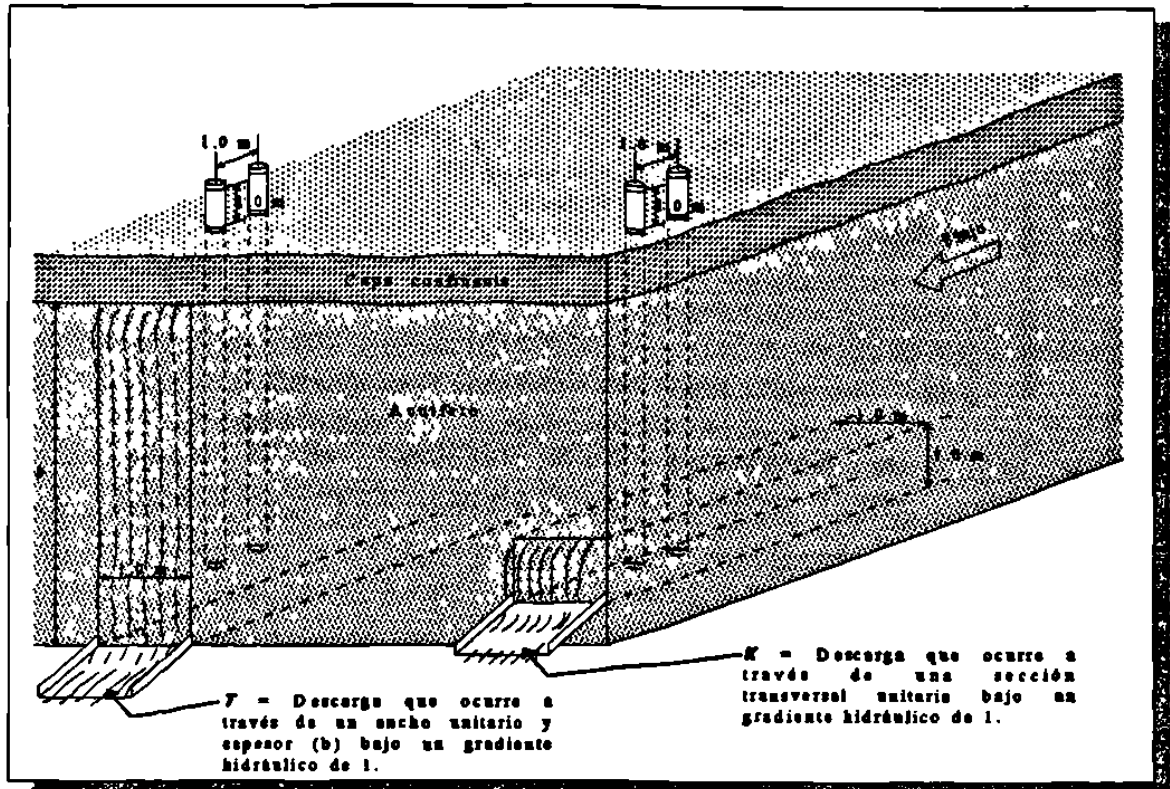 1.0 m
1.0 m
Flujo
Capa confinante
Acuífero
(b)
1.0 m
1.0 m
K = Descarga que ocurre a
través de una sección
transversal unitaria bajo un
gradiente hidráulico de 1.
T = Descarga que ocurre a
través de un ancho unitario y
espesor (b) bajo un gradiente
hidráulico de 1.